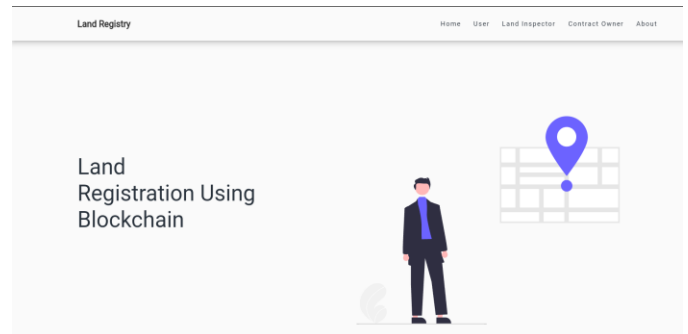 Land Registry
Home User Land Inspector Contract Owner About
Land
Registration Using
Blockchain